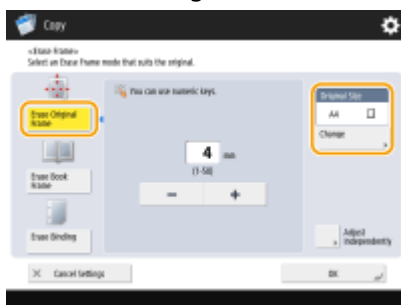 Copy
<Erase Frame>
Select an Erase Frame mode that suits the original.
Erase Original
Frame
Erase Book
Frame
Erase Binding
You can use numeric keys.
4 mm
(1-50)
− +
Original Size
A4
Change
Adjust
Independently
× Cancel Settings
OK